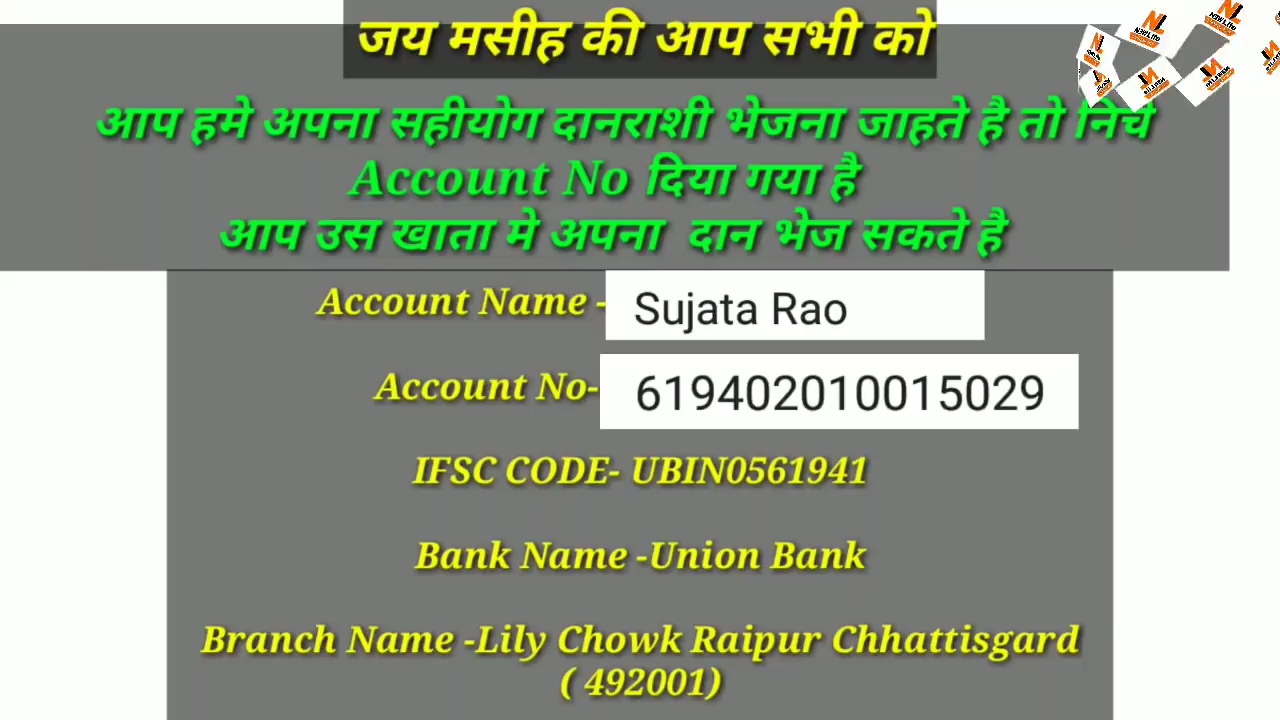 जय मसीह की आप सभी को
आप हमे अपना सहीयोग दानराशी भेजना जाहते है तो निचे
Account No दिया गया है
आप उस खाता मे अपना दान भेज सकते है
Account Name - Sujata Rao
Account No- 619402010015029
IFSC CODE- UBIN0561941
Bank Name -Union Bank
Branch Name -Lily Chowk Raipur Chhattisgard
( 492001)